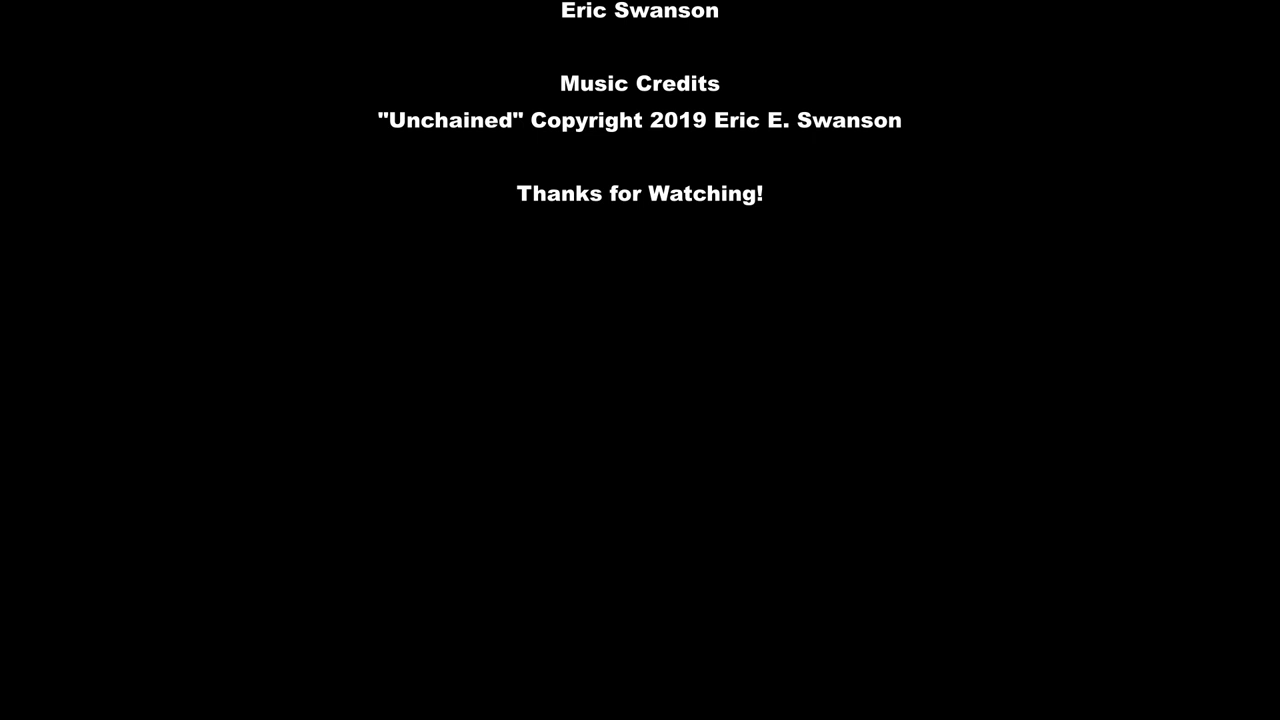 Eric Swanson
Music Credits
"Unchained" Copyright 2019 Eric E. Swanson
Thanks for Watching!